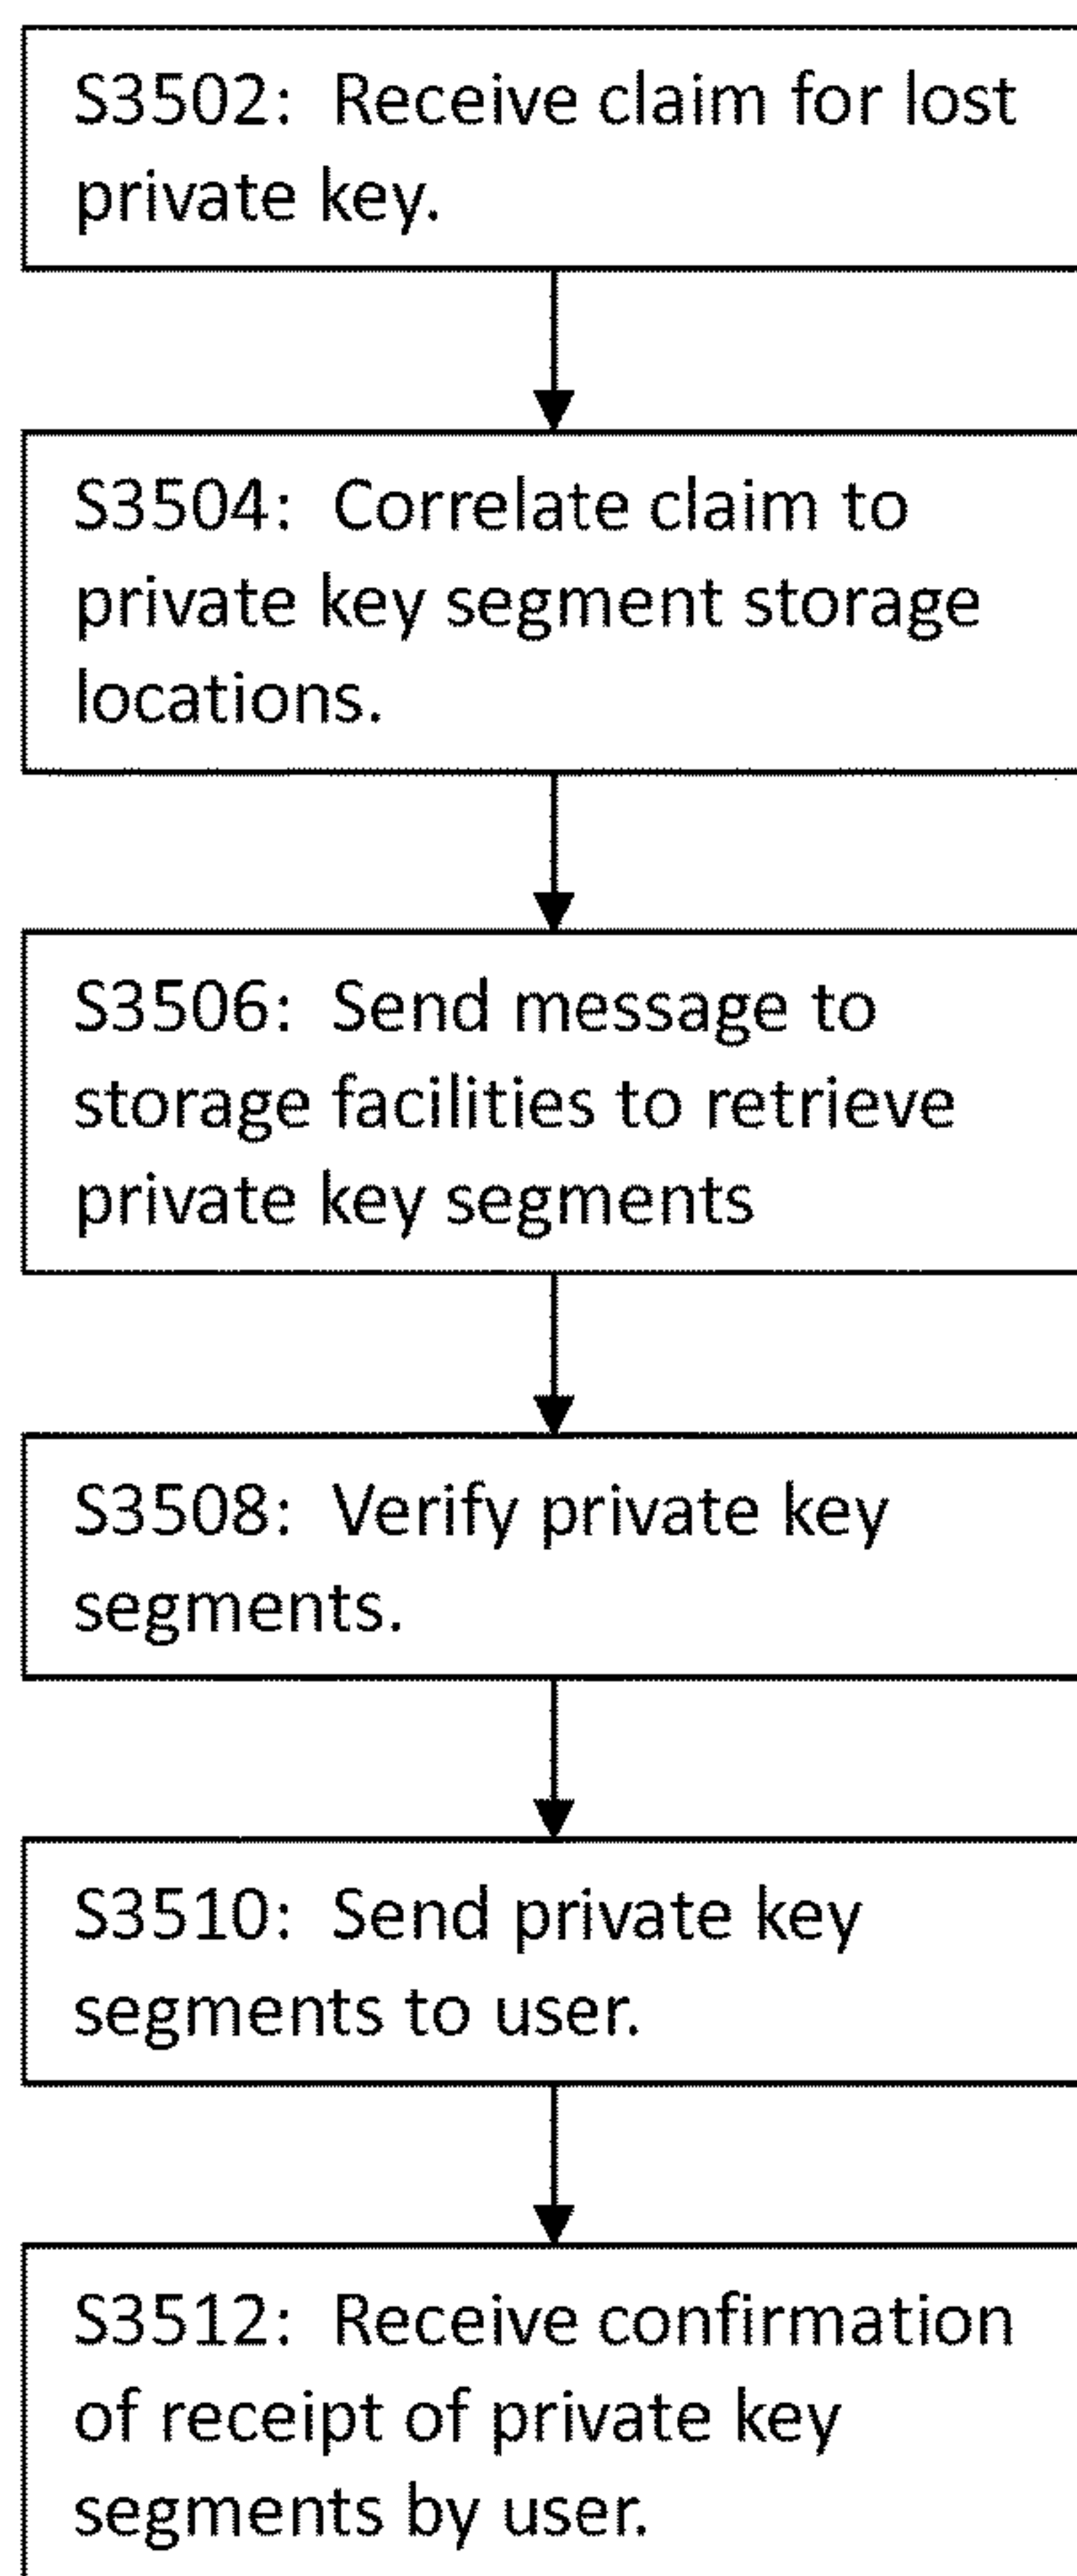 S3502: Receive claim for lost
private key.
S3504: Correlate claim to
private key segment storage
locations.
S3506: Send message to
storage facilities to retrieve
private key segments
S3508: Verify private key
segments.
S3510: Send private key
segments to user.
S3512: Receive confirmation
of receipt of private key
segments by user.